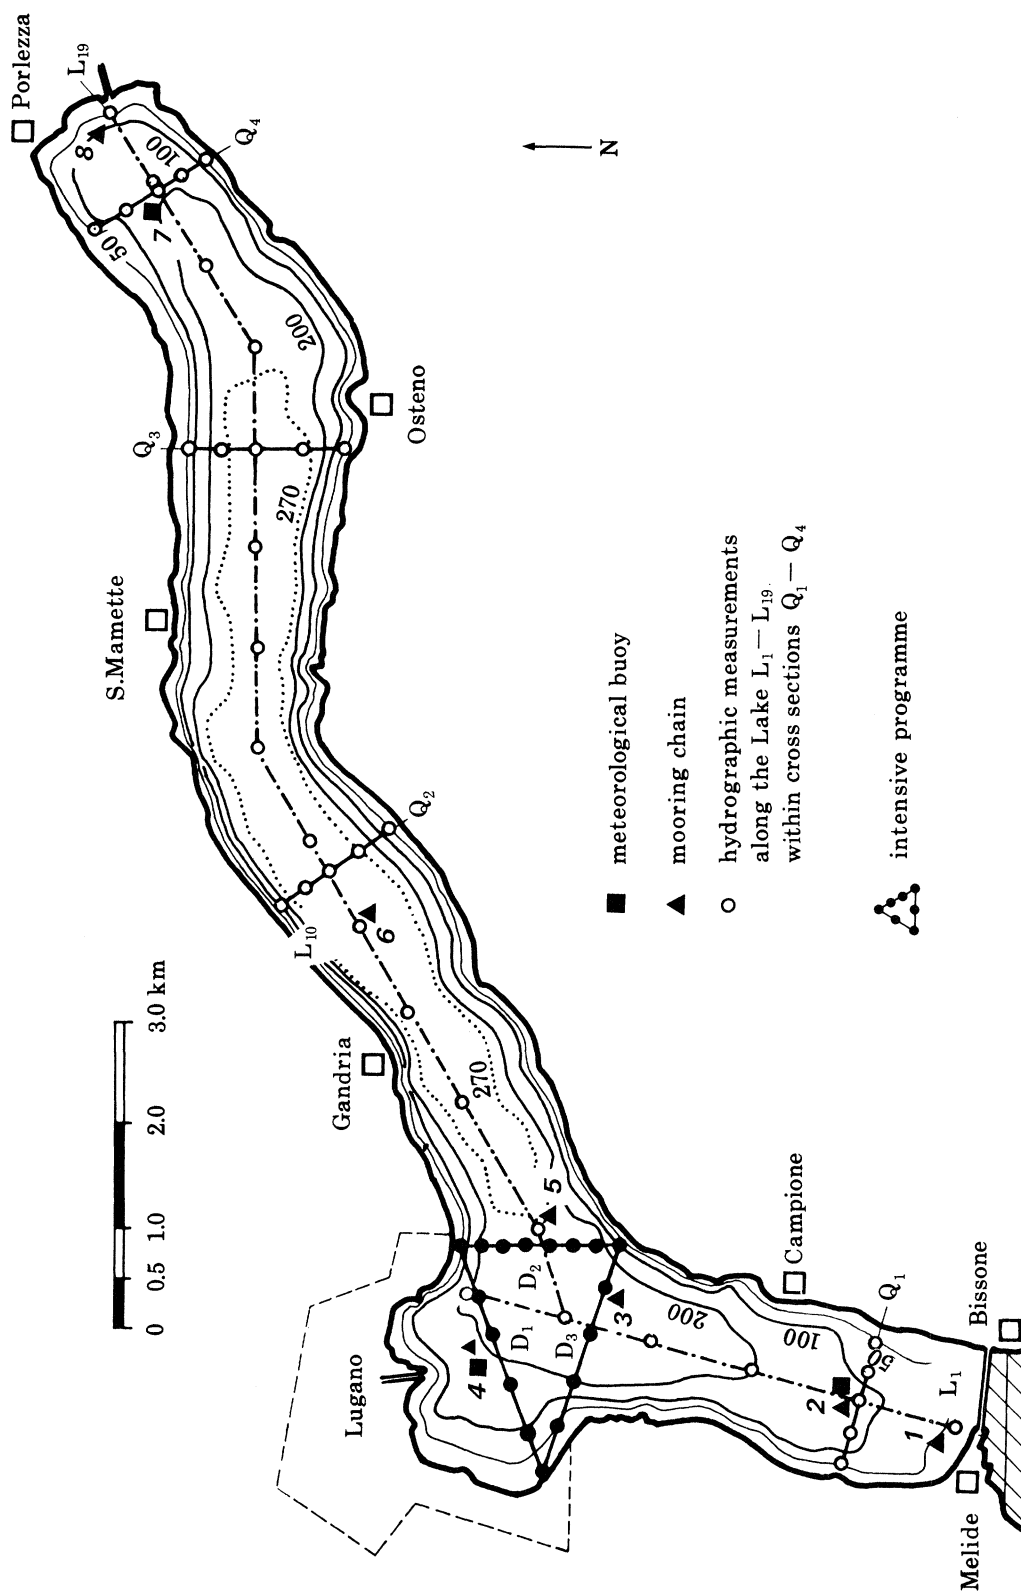 Porlezza
L19
8
100
Q4
50
7
N
200
Q3
Osteno
270
S.Mamette
Q2
L10
6
Gandria
270
0 0.5 1.0 2.0 3.0 km
5
D2
D1
D3
3
4
Lugano
200
100
Campione
Q1
50
2
L1
1
Bissone
Melide
meteorological buoy
mooring chain
hydrographic measurements
along the Lake L1 — L19
within cross sections Q1 — Q4
intensive programme